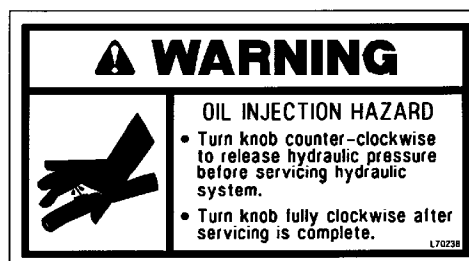 WARNING
OIL INJECTION HAZARD
• Turn knob counter-clockwise
to release hydraulic pressure
before servicing hydraulic
system.
• Turn knob fully clockwise after
servicing is complete.
L70238